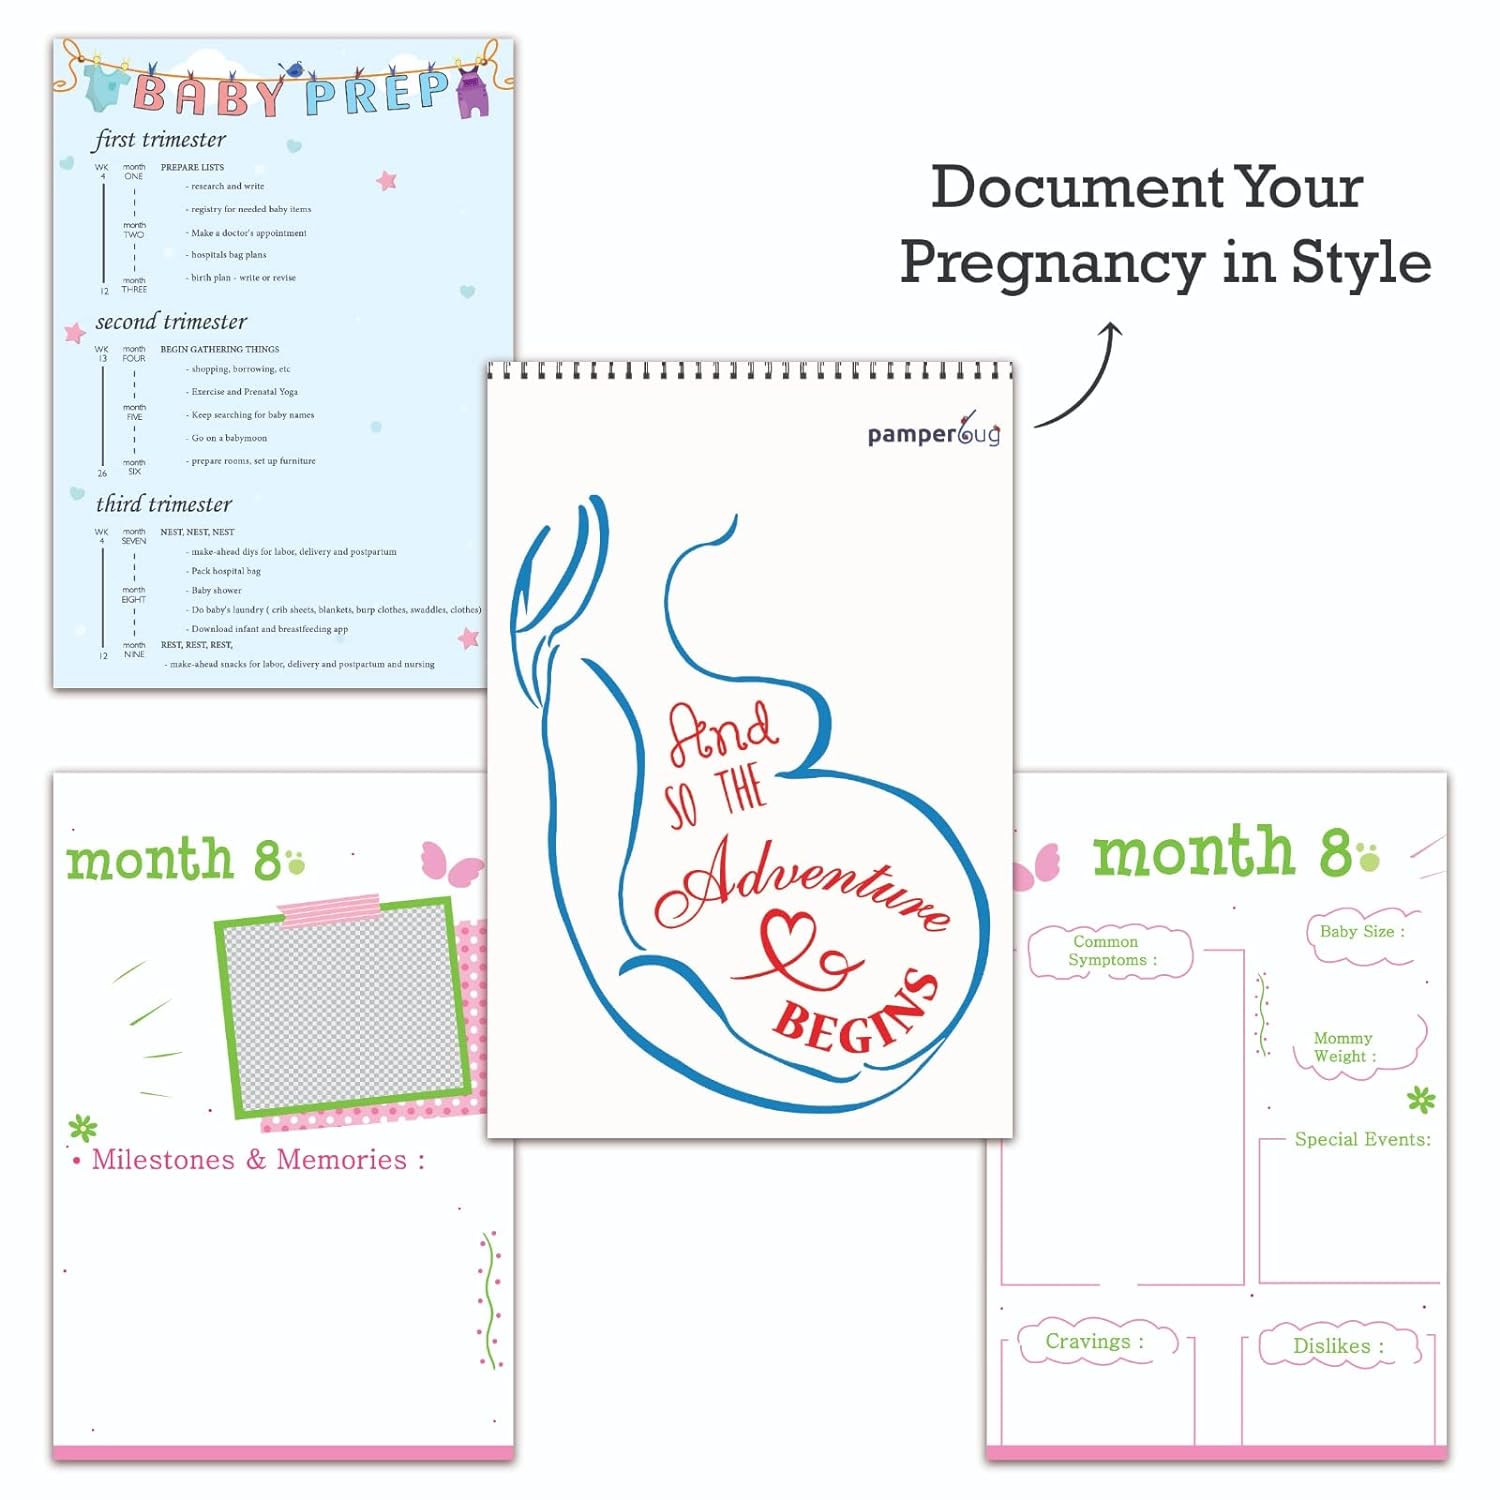 BABY PREP
first trimester
WK
4
12
month
ONE
month
TWO
month
THREE
PREPARE LISTS
- research and write
- registry for needed baby items
- Make a doctor's appointment
- hospitals bag plans
- birth plan - write or revise
second trimester
WK
13
26
month
FOUR
month
FIVE
month
SIX
BEGIN GATHERING THINGS
- shopping, borrowing, etc
- Exercise and Prenatal Yoga
- Keep searching for baby names
- Go on a babymoon
- prepare rooms, set up furniture
third trimester
WK
4
12
month
SEVEN
month
EIGHT
month
NINE
NEST, NEST, NEST
- make-ahead diys for labor, delivery and postpartum
- Pack hospital bag
- Baby shower
- Do baby's laundry ( crib sheets, blankets, burp clothes, swaddles, clothes)
- Download infant and breastfeeding app
REST, REST, REST,
- make-ahead snacks for labor, delivery and postpartum and nursing
Document Your
Pregnancy in Style
pamperbug
And
SO THE
Adventure
BEGINS
month 8
• Milestones & Memories :
month 8
Common
Symptoms :
Baby Size :
Mommy
Weight :
Special Events:
Cravings :
Dislikes :